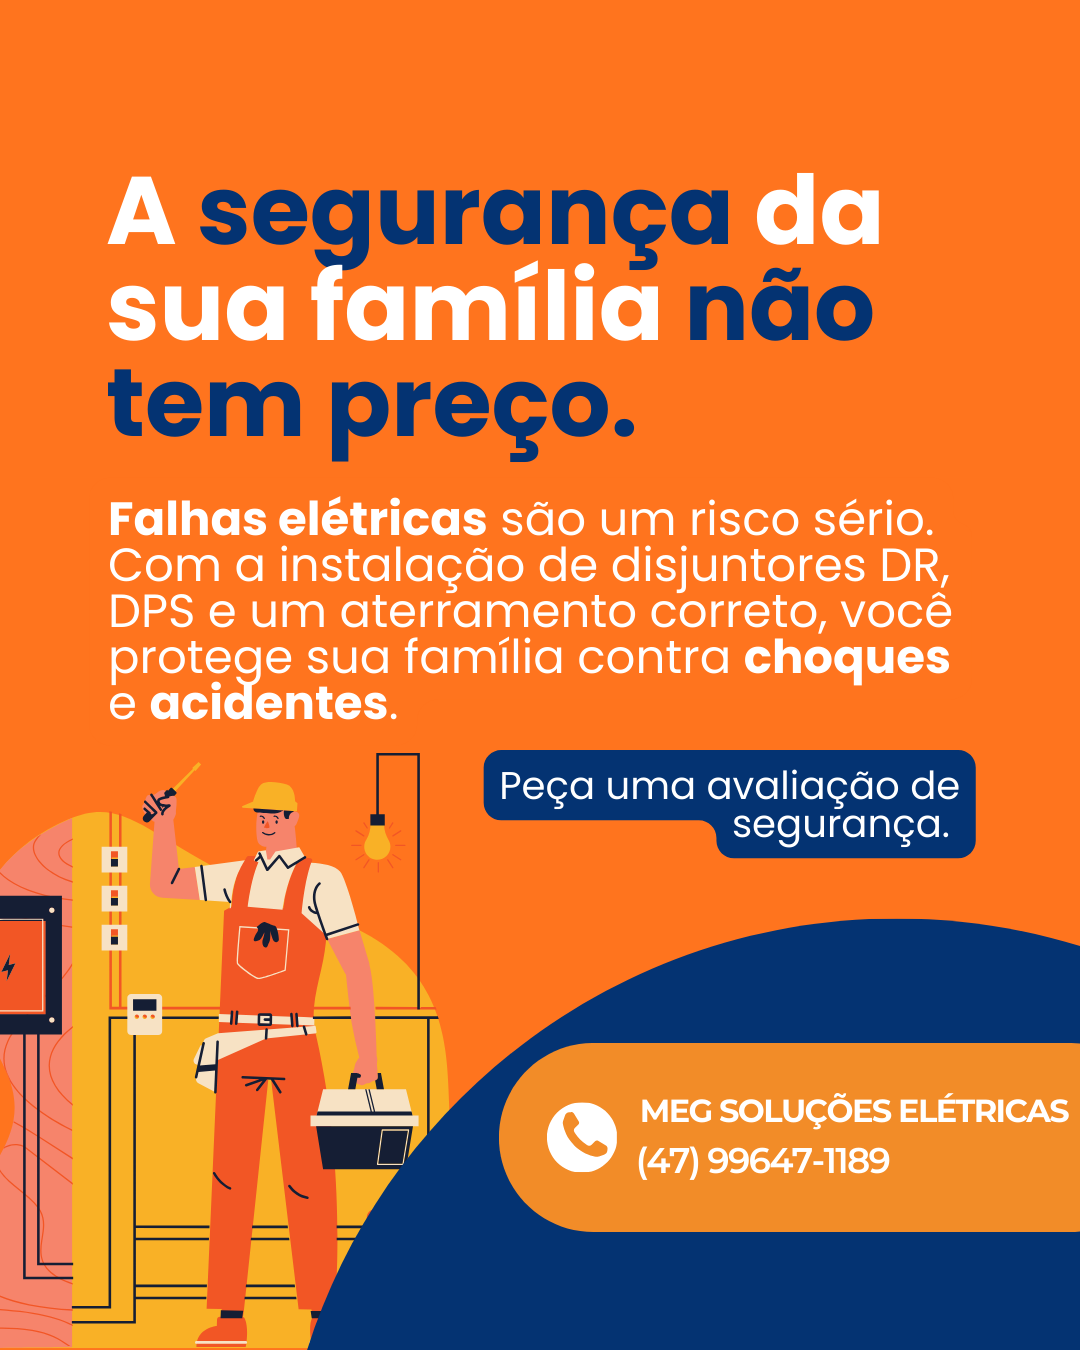 A segurança da
sua família não
tem preço.
Falhas elétricas são um risco sério.
Com a instalação de disjuntores DR,
DPS e um aterramento correto, você
protege sua família contra choques
e acidentes.
Peça uma avaliação de
segurança.
MEG SOLUÇÕES ELÉTRICAS
(47) 99647-1189